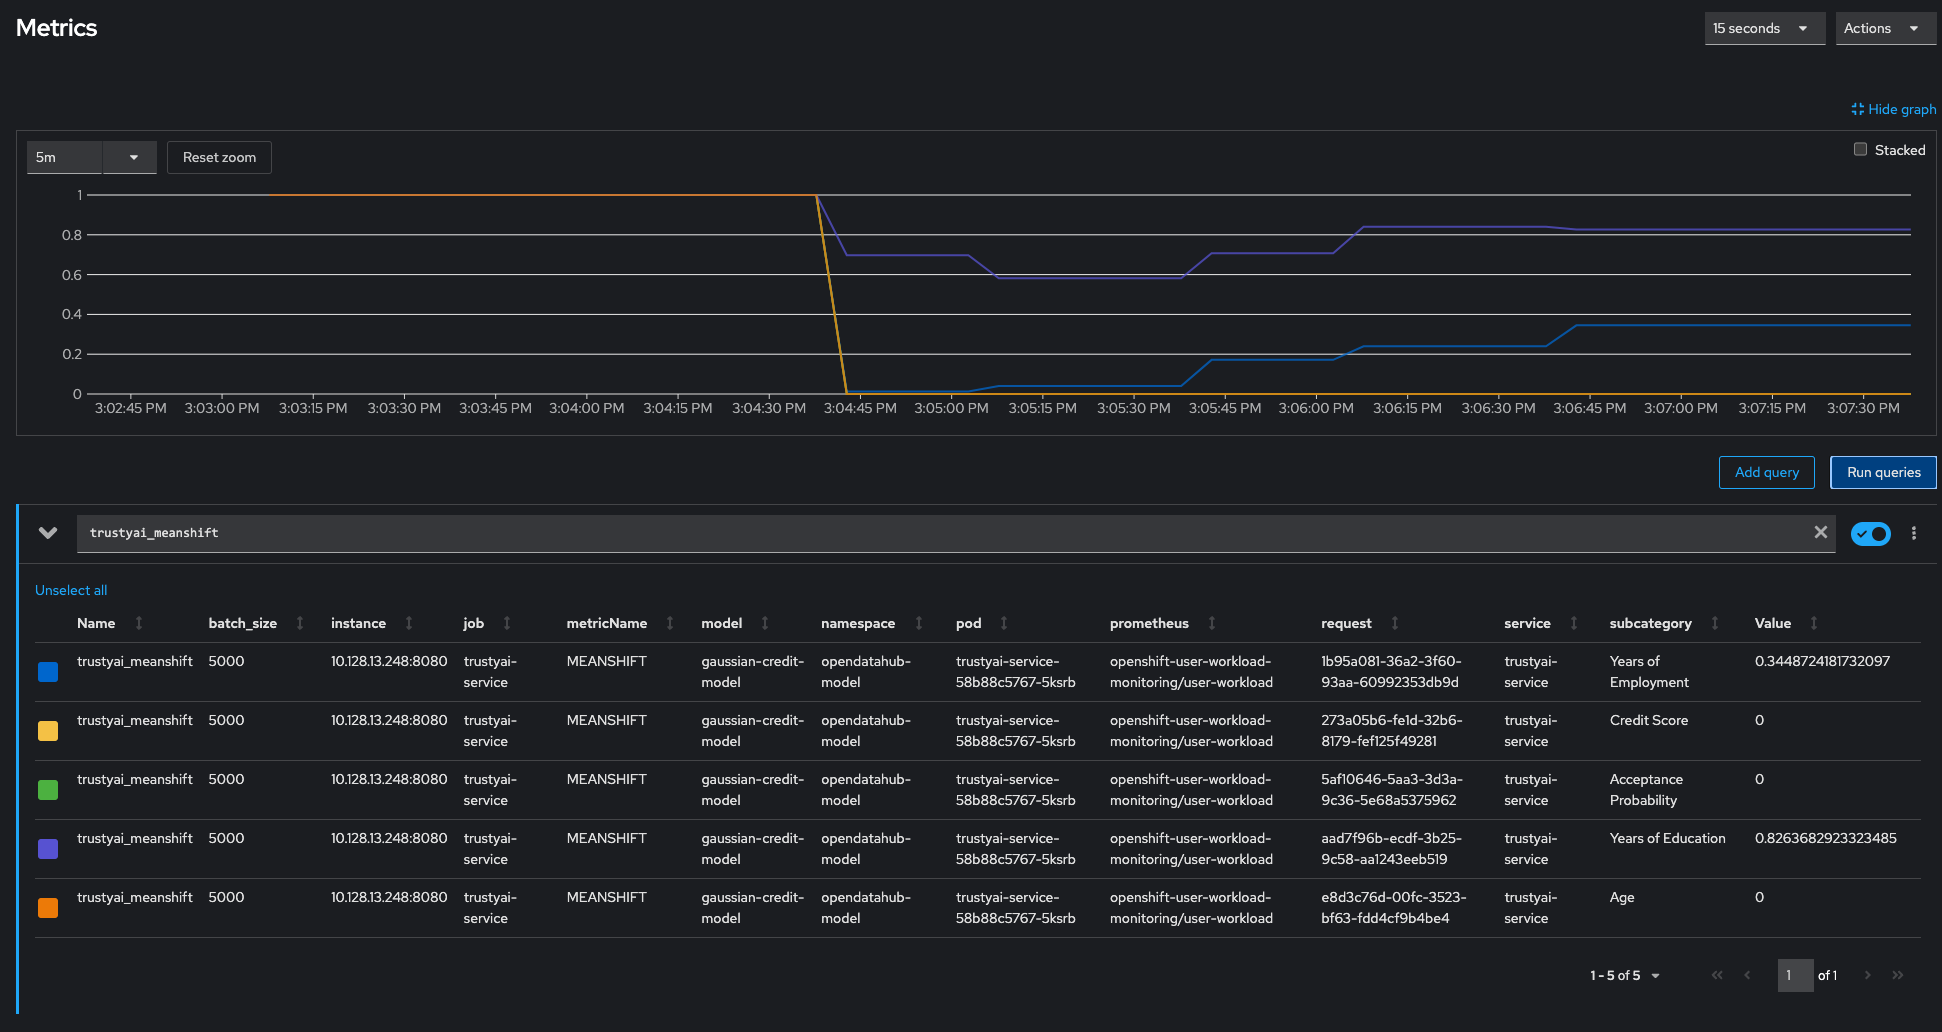 Metrics
15 seconds
Actions
Hide graph
5m
Reset zoom
Stacked
1
0.8
0.6
0.4
0.2
0
3:02:45 PM 3:03:00 PM 3:03:15 PM 3:03:30 PM 3:03:45 PM 3:04:00 PM 3:04:15 PM 3:04:30 PM 3:04:45 PM 3:05:00 PM 3:05:15 PM 3:05:30 PM 3:05:45 PM 3:06:00 PM 3:06:15 PM 3:06:30 PM 3:06:45 PM 3:07:00 PM 3:07:15 PM 3:07:30 PM
Add query
Run queries
trustyai_meanshift
Unselect all
Name batch_size instance job metricName model namespace pod prometheus request service subcategory Value
trustyai_meanshift 5000 10.128.13.248:8080 trustyai- MEANSHIFT gaussian-credit- opendatahub- trustyai-service- openshift-user-workload- 1b95a081-36a2-3f60- trustyai- Years of 0.3448724181732097
service model model 58b88c5767-5ksrb monitoring/user-workload 93aa-60992353db9d service Employment
trustyai_meanshift 5000 10.128.13.248:8080 trustyai- MEANSHIFT gaussian-credit- opendatahub- trustyai-service- openshift-user-workload- 273a05b6-fe1d-32b6- trustyai- Credit Score 0
service model model 58b88c5767-5ksrb monitoring/user-workload 8179-fef125f49281 service
trustyai_meanshift 5000 10.128.13.248:8080 trustyai- MEANSHIFT gaussian-credit- opendatahub- trustyai-service- openshift-user-workload- 5af10646-5aa3-3d3a- trustyai- Acceptance 0
service model model 58b88c5767-5ksrb monitoring/user-workload 9c36-5e68a5375962 service Probability
trustyai_meanshift 5000 10.128.13.248:8080 trustyai- MEANSHIFT gaussian-credit- opendatahub- trustyai-service- openshift-user-workload- aad7f96b-ecdf-3b25- trustyai- Years of Education 0.8263682923323485
service model model 58b88c5767-5ksrb monitoring/user-workload 9c58-aa1243eeb519 service
trustyai_meanshift 5000 10.128.13.248:8080 trustyai- MEANSHIFT gaussian-credit- opendatahub- trustyai-service- openshift-user-workload- e8d3c76d-00fc-3523- trustyai- Age 0
service model model 58b88c5767-5ksrb monitoring/user-workload bf63-fdd4cf9b4be4 service
1 - 5 of 5
1 of 1